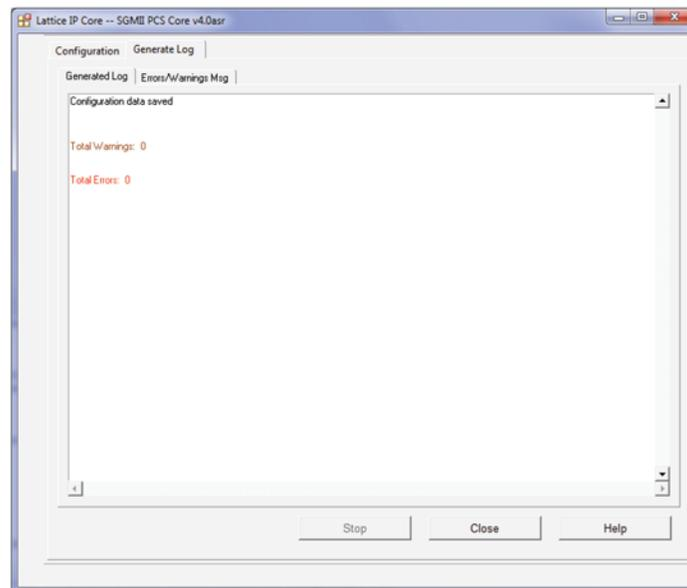 Lattice IP Core -- SGMII PCS Core v4.0asr
Configuration Generate Log
Generated Log Errors/Warnings Msg
Configuration data saved
Total Warnings: 0
Total Errors: 0
Stop Close Help